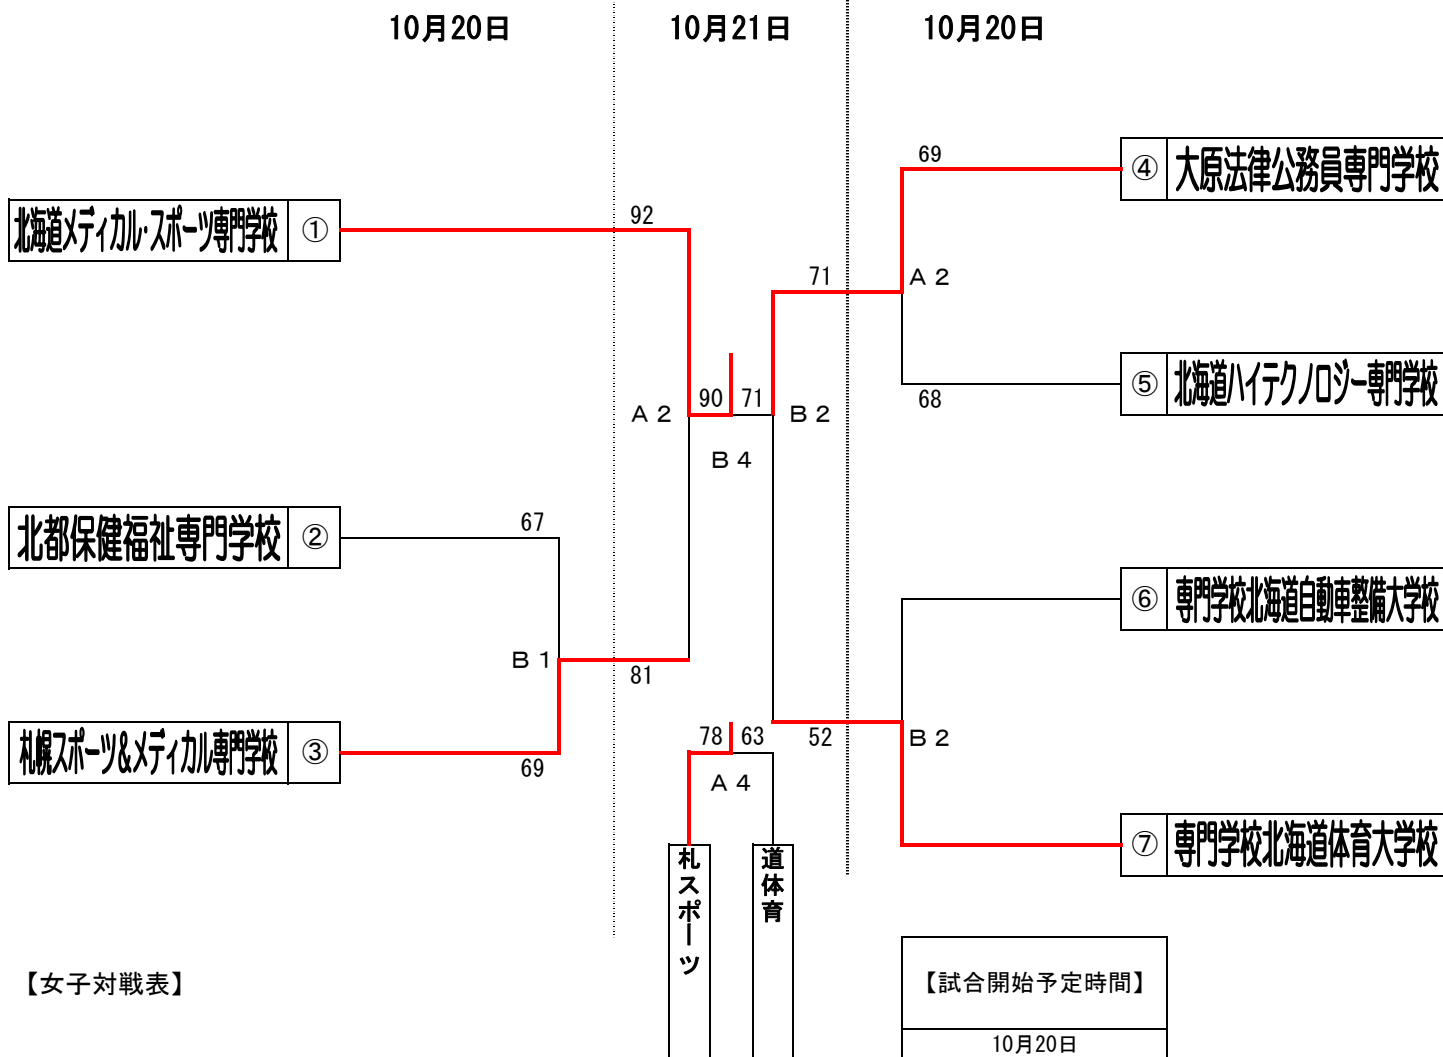 10月20日
10月21日
10月20日
69
④ 大原法律公務員専門学校
92
北海道メディカル・スポーツ専門学校 ①
71
A 2
⑤ 北海道ハイテクノロジー専門学校
68
90 71
A 2
B 2
B 4
67
北都保健福祉専門学校 ②
⑥ 専門学校北海道自動車整備大学校
B 1
81
78 63
52
B 2
札幌スポーツ&メディカル専門学校 ③
69
A 4
⑦ 専門学校北海道体育大学校
札スポーツ
道体育
【女子対戦表】
【試合開始予定時間】
10月20日